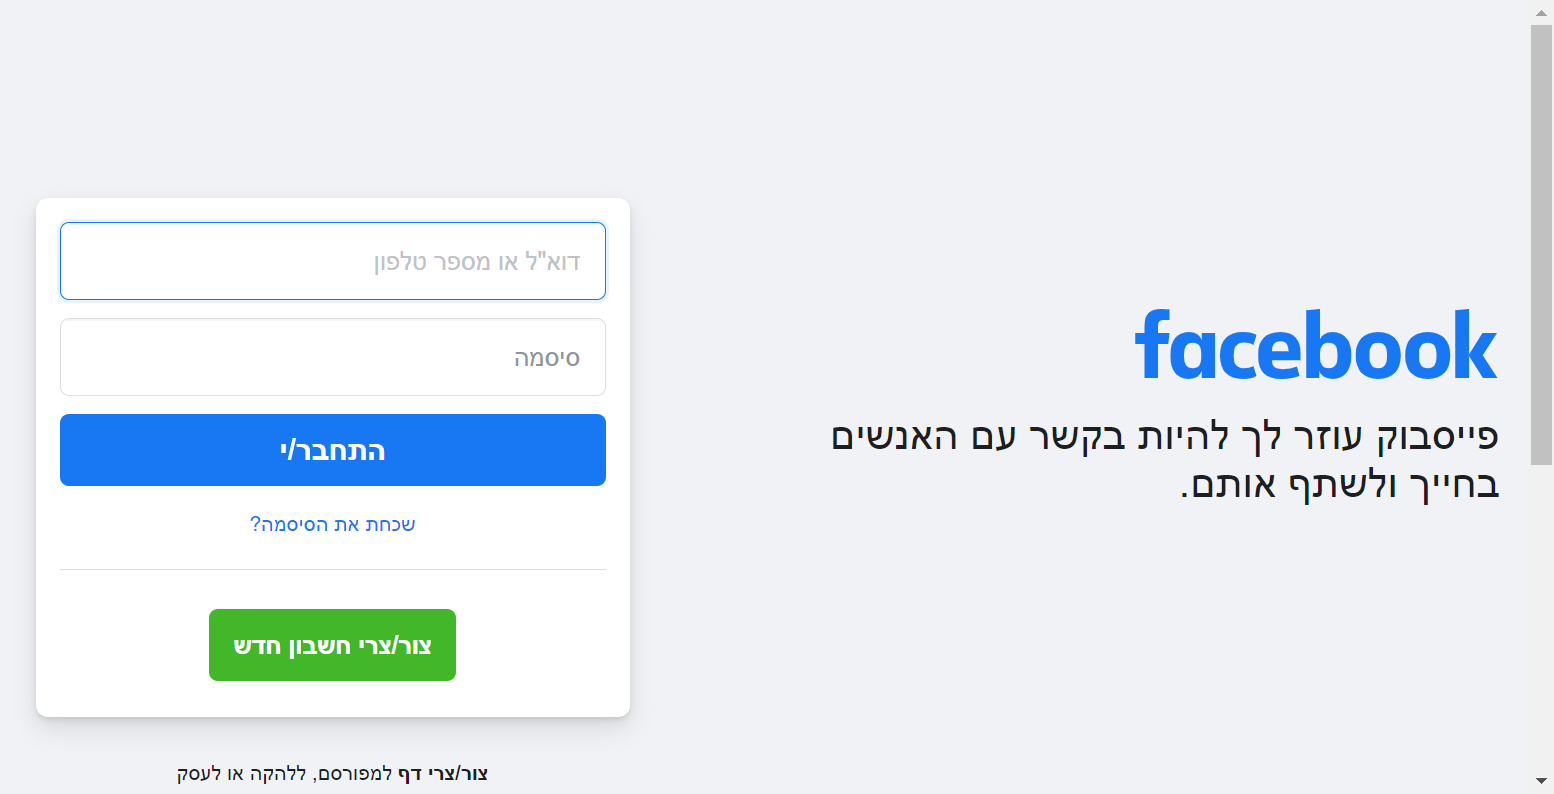 facebook
פייסבוק עוזר לך להיות בקשר עם האנשים
בחייך ולשתף אותם.
דוא"ל או מספר טלפון
סיסמה
התחבר/י
שכחת את הסיסמה?
צור/צרי חשבון חדש
צור/צרי דף למפורסם, ללהקה או לעסק